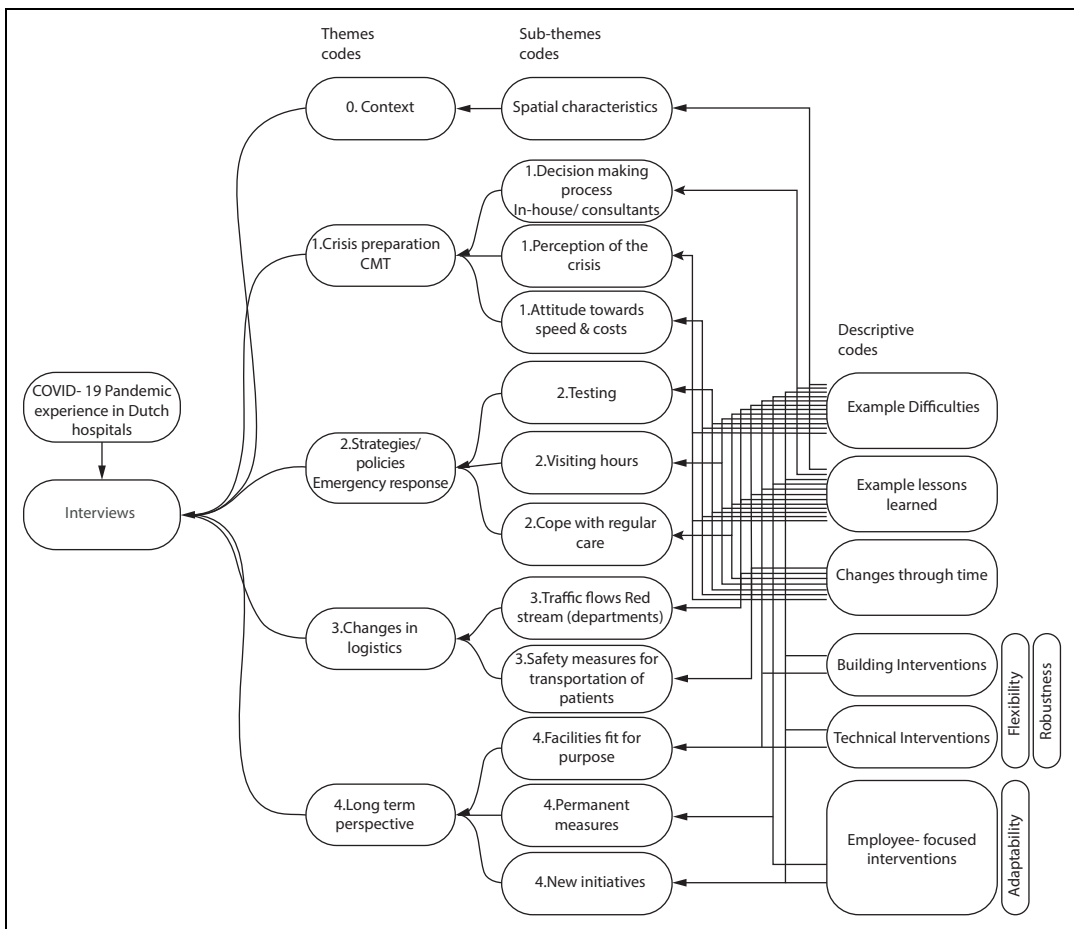 Themes
codes
Sub-themes
codes
0. Context
Spatial characteristics
1.Decision making
process
In-house/ consultants
1.Crisis preparation
CMT
1.Perception of the
crisis
1.Attitude towards
speed & costs
Descriptive
codes
COVID- 19 Pandemic
experience in Dutch
hospitals
Interviews
2.Strategies/
policies
Emergency response
2.Testing
2.Visiting hours
2.Cope with regular
care
Example Difficulties
Example lessons
learned
Changes through time
3.Changes in
logistics
3.Traffic flows Red
stream (departments)
3.Safety measures for
transportation of
patients
Building Interventions
Technical Interventions
Flexibility
Robustness
4.Long term
perspective
4.Facilities fit for
purpose
4.Permanent
measures
4.New initiatives
Employee- focused
interventions
Adaptability